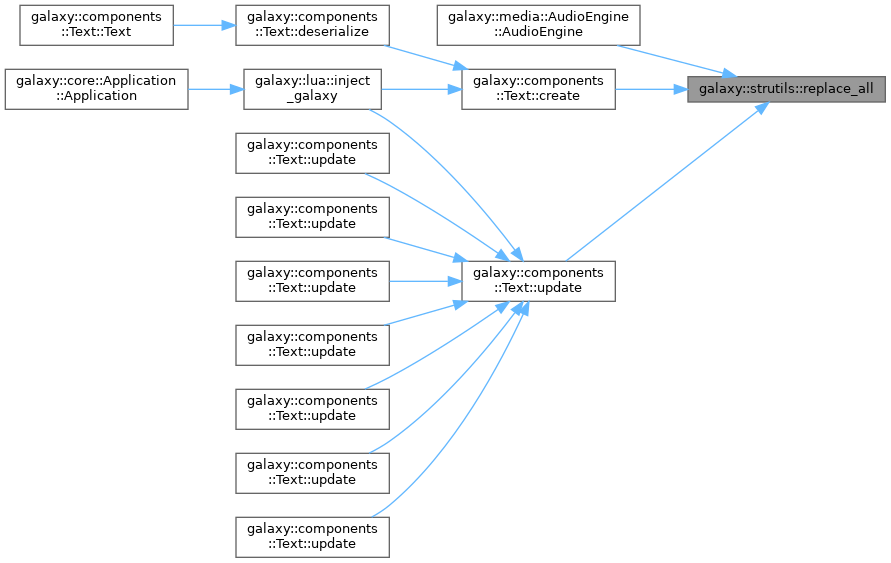 galaxy::components
::Text::Text
galaxy::components
::Text::deserialize
galaxy::media::AudioEngine
::AudioEngine
galaxy::core::Application
::Application
galaxy::lua::inject
_galaxy
galaxy::components
::Text::create
galaxy::strutils::replace_all
galaxy::components
::Text::update
galaxy::components
::Text::update
galaxy::components
::Text::update
galaxy::components
::Text::update
galaxy::components
::Text::update
galaxy::components
::Text::update
galaxy::components
::Text::update
galaxy::components
::Text::update